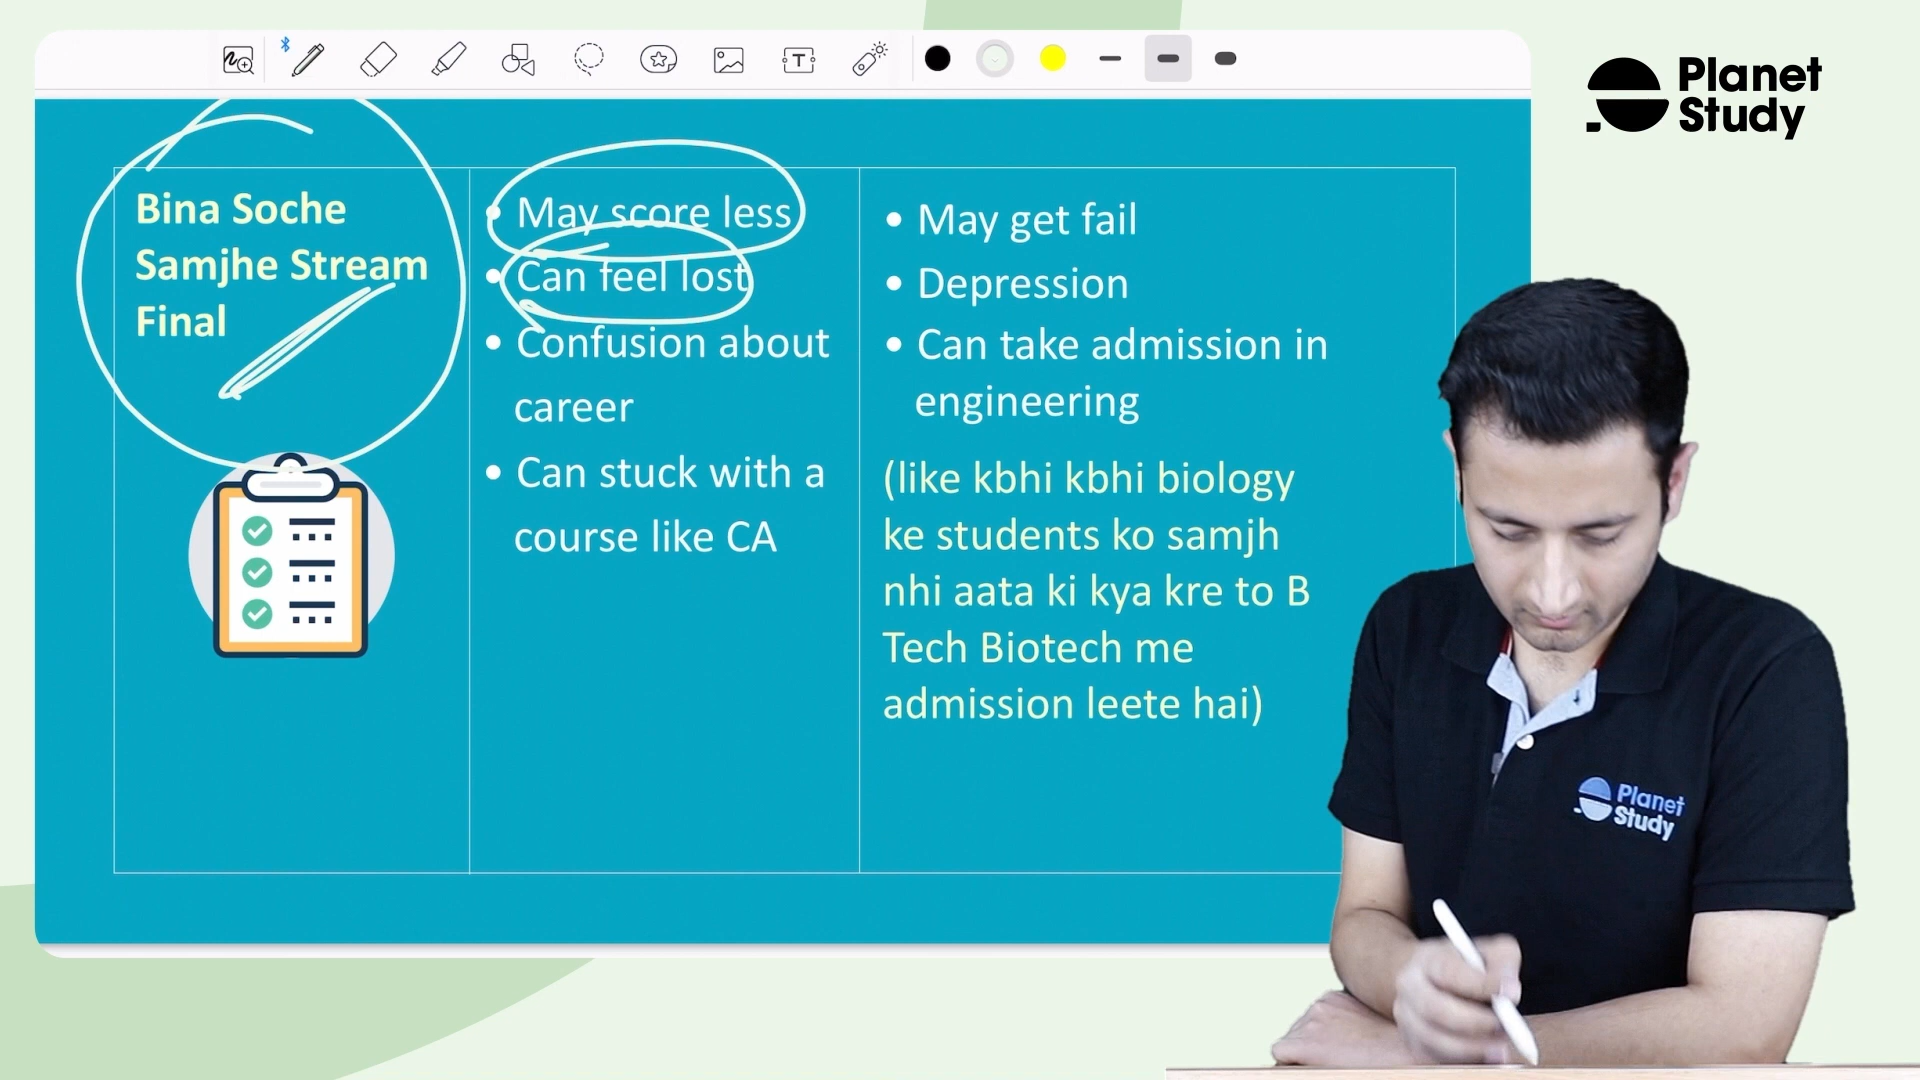 Planet
Study
Bina Soche
Samjhe Stream
Final
• May score less
• Can feel lost
• Confusion about
career
• Can stuck with a
course like CA
• May get fail
• Depression
• Can take admission in
engineering
(like kbhi kbhi biology
ke students ko samjh
nhi aata ki kya kre to B
Tech Biotech me
admission leete hai)
Planet
Study